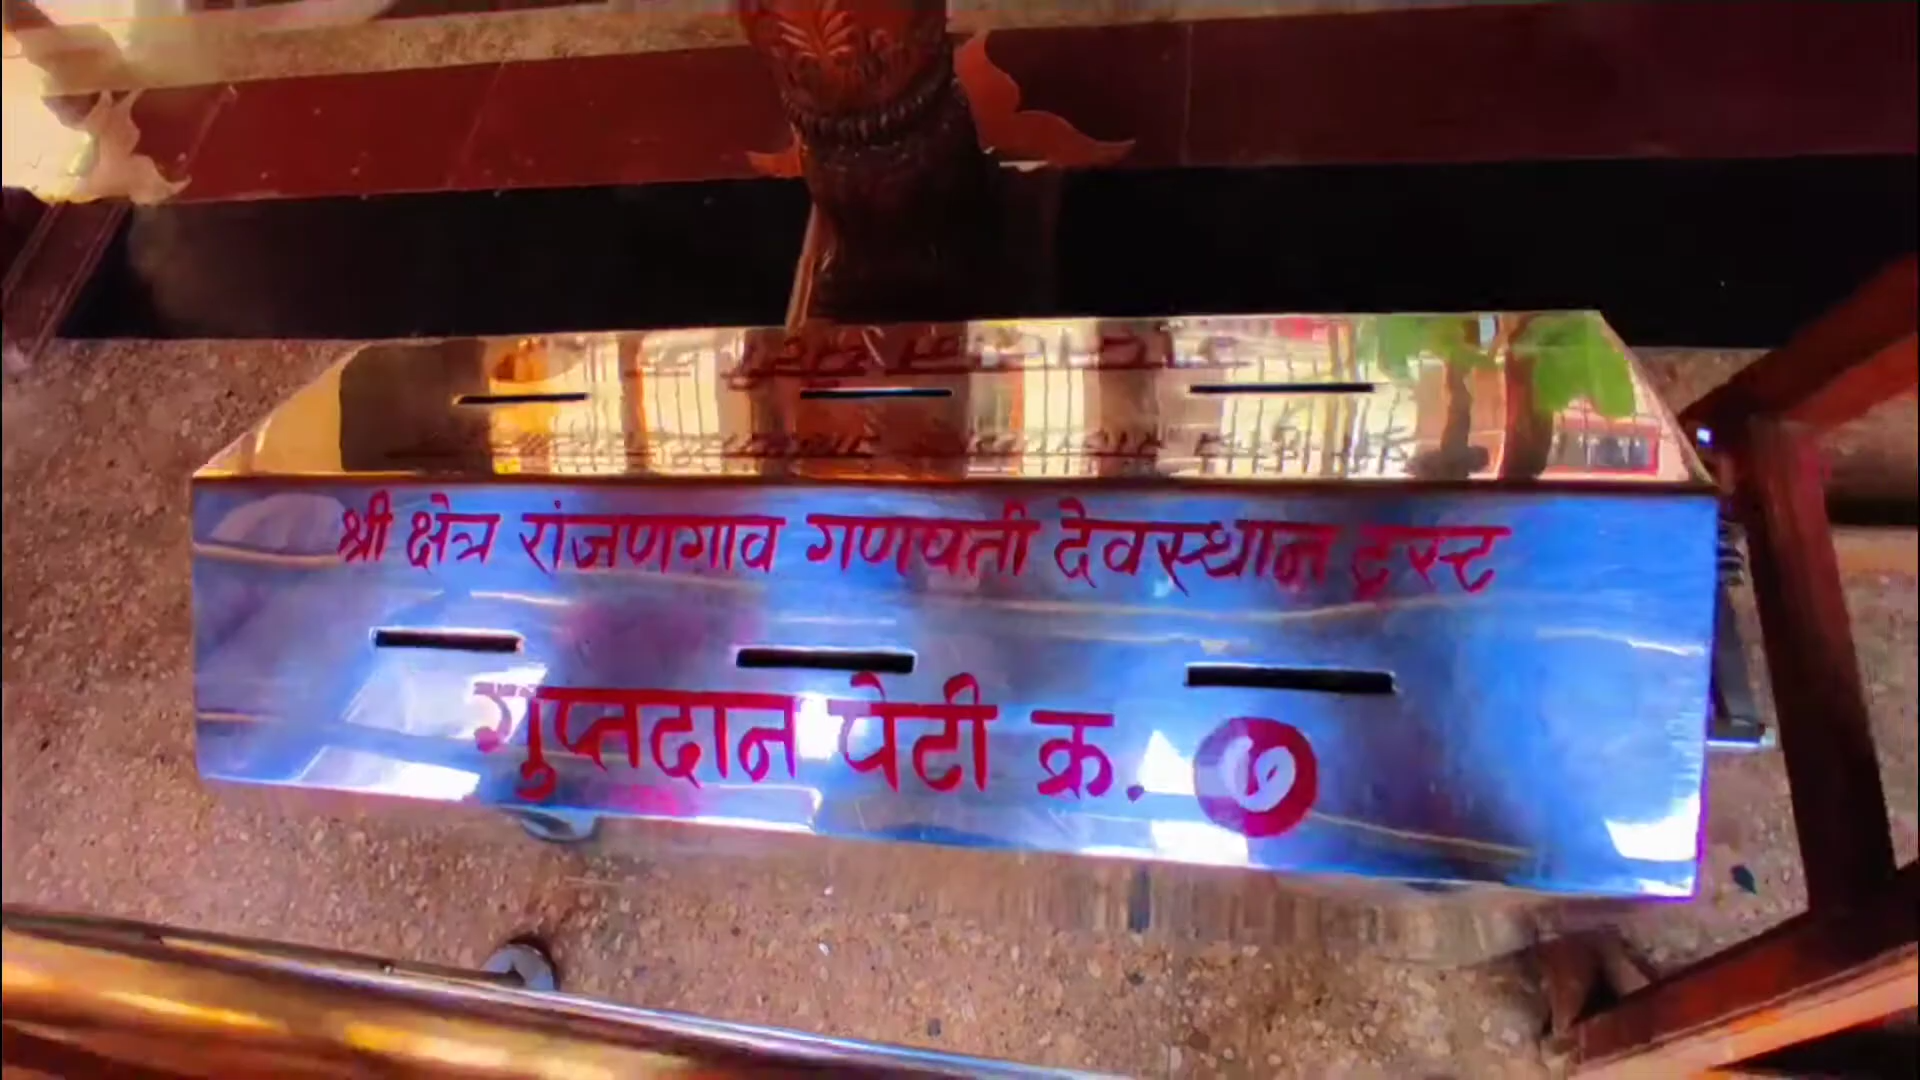 श्री क्षेत्र रांजणगाव गणपती देवस्थान ट्रस्ट
गुप्तदान पेटी क्र. ७